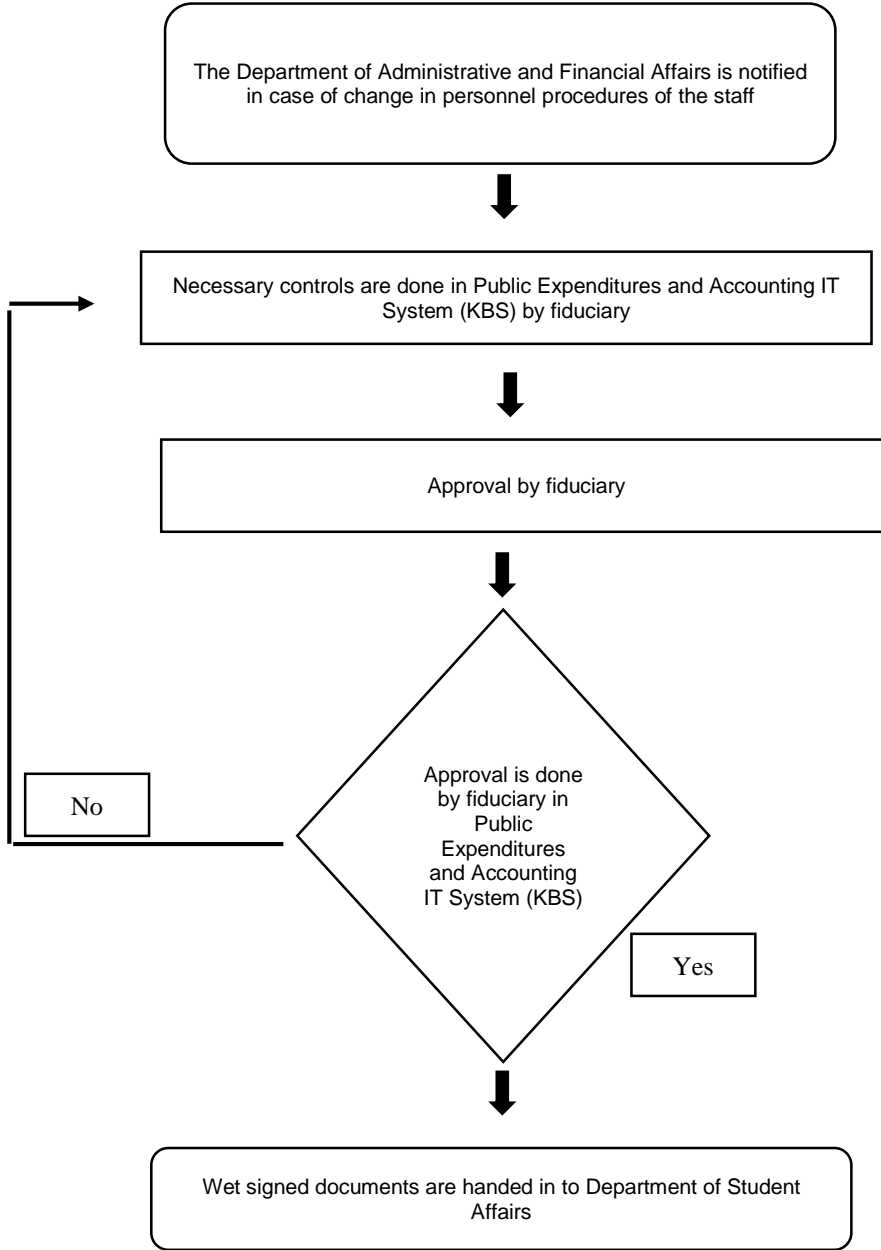 The Department of Administrative and Financial Affairs is notified
in case of change in personnel procedures of the staff
Necessary controls are done in Public Expenditures and Accounting IT
System (KBS) by fiduciary
Approval by fiduciary
Approval is done
by fiduciary in
Public
Expenditures
and Accounting
IT System (KBS)
No
Yes
Wet signed documents are handed in to Department of Student
Affairs